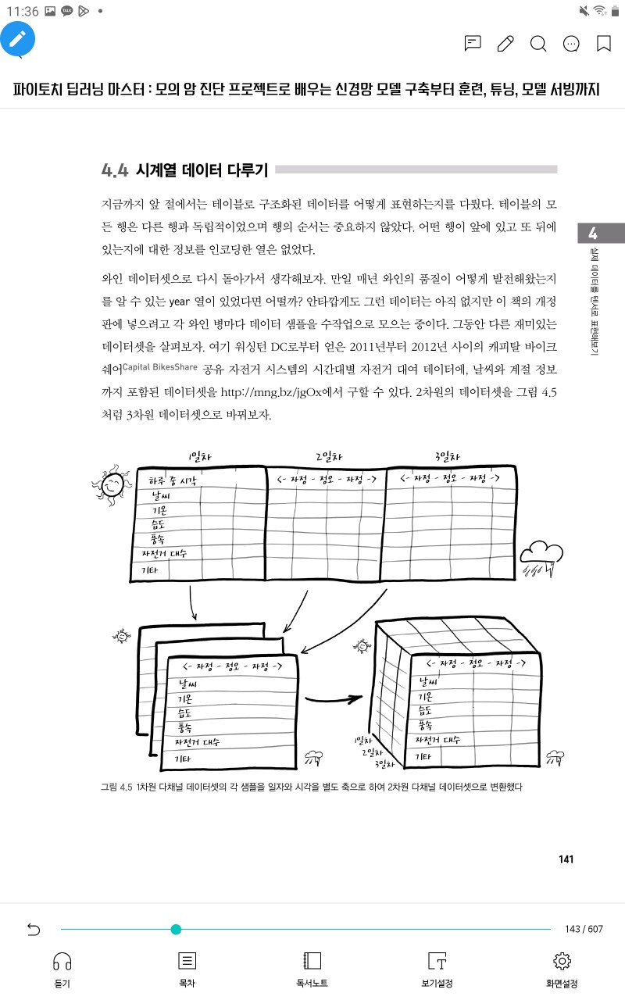 11:36
TALK
파이토치 딥러닝 마스터 : 모의 암 진단 프로젝트로 배우는 신경망 모델 구축부터 훈련, 튜닝, 모델 서빙까지
4.4 시계열 데이터 다루기
지금까지 앞 절에서는 테이블로 구조화된 데이터를 어떻게 표현하는지를 다뤘다. 테이블의 모
든 행은 다른 행과 독립적이었으며 행의 순서는 중요하지 않았다. 어떤 행이 앞에 있고 또 뒤에
있는지에 대한 정보를 인코딩한 열은 없었다.
4
실제 데이터를 텐서로 표현해보기
와인 데이터셋으로 다시 돌아가서 생각해보자. 만일 매년 와인의 품질이 어떻게 발전해왔는지
를 알 수 있는 year 열이 있었다면 어떨까? 안타깝게도 그런 데이터는 아직 없지만 이 책의 개정
판에 넣으려고 각 와인 병마다 데이터 샘플을 수작업으로 모으는 중이다. 그동안 다른 재미있는
데이터셋을 살펴보자. 여기 워싱턴 DC로부터 얻은 2011년부터 2012년 사이의 캐피탈 바이크
쉐어Capital BikesShare 공유 자전거 시스템의 시간대별 자전거 대여 데이터에, 날씨와 계절 정보
까지 포함된 데이터셋을 http://mng.bz/jgOx에서 구할 수 있다. 2차원의 데이터셋을 그림 4.5
처럼 3차원 데이터셋으로 바꿔보자.
1일차 2일차 3일차
하루 중 시각 <- 자정 - 정오 - 자정 -> <- 자정 - 정오 - 자정 ->
날씨
기온
습도
풍속
자전거 대수
기타
<- 자정 - 정오 - 자정 ->
날씨
기온
습도
풍속
자전거 대수
기타
<- 자정 - 정오 - 자정 ->
날씨
기온
습도
풍속
자전거 대수
기타
1일차
2일차
3일차
그림 4.5 1차원 다채널 데이터셋의 각 샘플을 일자와 시각을 별도 축으로 하여 2차원 다채널 데이터셋으로 변환했다
141
143 / 607
듣기 목차 독서노트 보기설정 화면설정